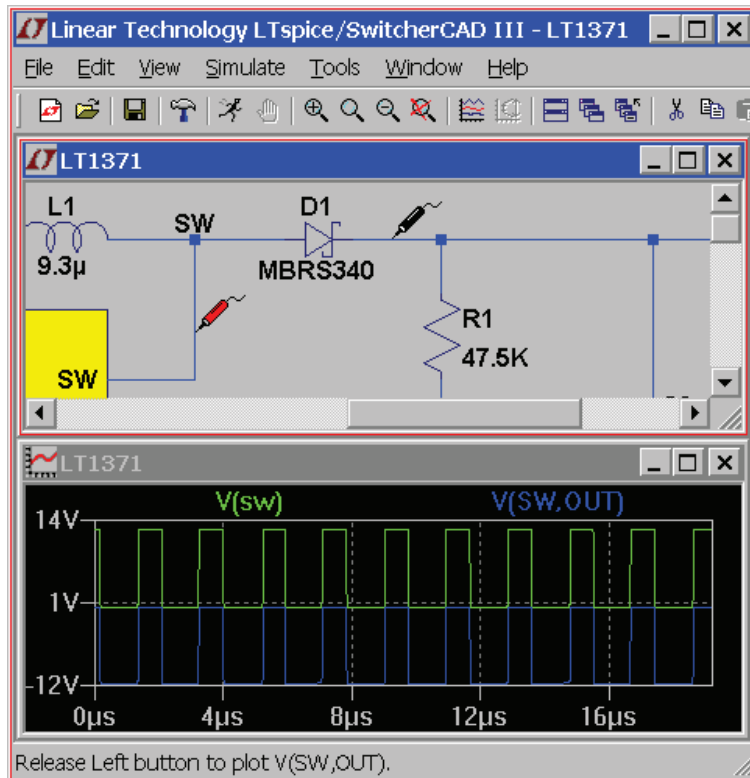 Linear Technology LTspice/SwitcherCAD III - LT1371
File Edit View Simulate Tools Window Help
LT1371
L1
SW
D1
9.3µ
MBRS340
R1
47.5K
SW
LT1371
V(sw) V(SW,OUT)
14V
1V
-12V
0µs 4µs 8µs 12µs 16µs
Release Left button to plot V(SW,OUT).